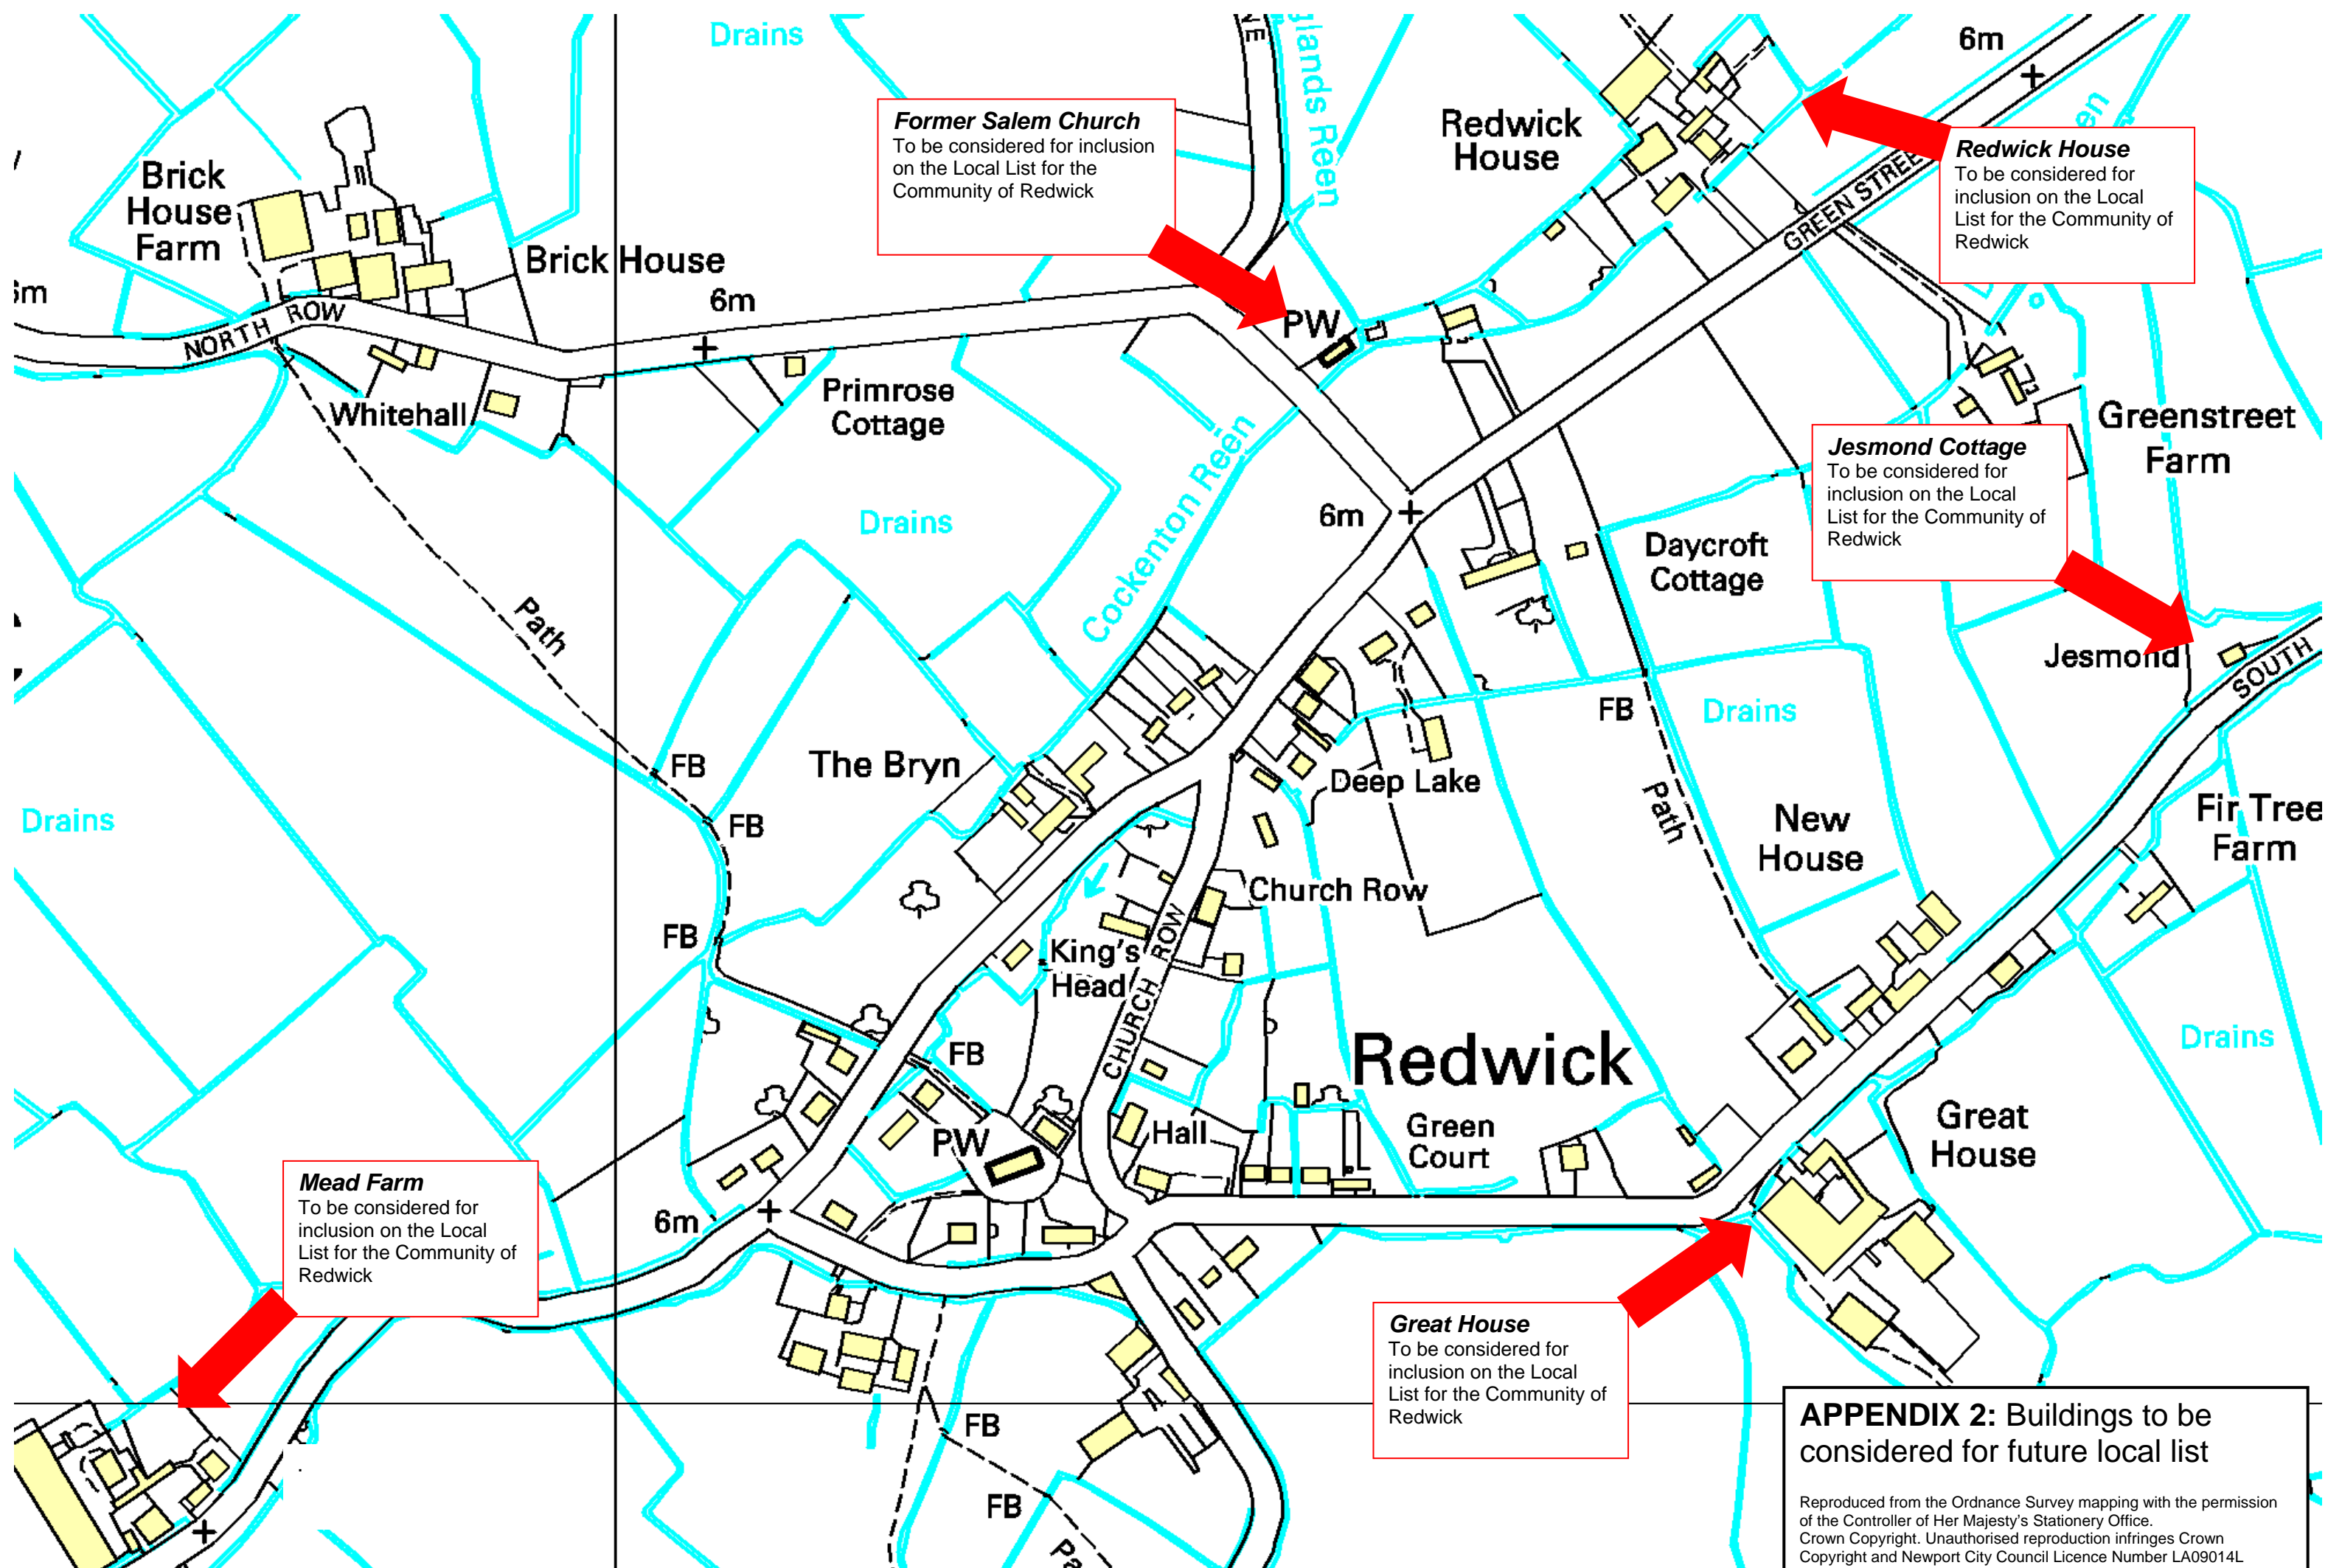 Drains
NE
glands Reen
6m
Former Salem Church
To be considered for inclusion
on the Local List for the
Community of Redwick
Redwick
House
Redwick House
To be considered for
inclusion on the Local
List for the Community of
Redwick
en
GREEN STREE
Brick
House
Farm
Brick House
6m
NORTH ROW
PW
Whitehall
Primrose
Cottage
Greenstreet
Farm
Jesmond Cottage
To be considered for
inclusion on the Local
List for the Community of
Redwick
Drains
Cockenton Reen
6m
Daycroft
Cottage
Path
Jesmond
SOUTH
FB
Drains
FB
The Bryn
Deep Lake
Path
Drains
FB
New
House
Fir Tree
Farm
Church Row
FB
King's
Head
CHURCH ROW
FB
Redwick
Drains
PW
Hall
Green
Court
Great
House
Mead Farm
To be considered for
inclusion on the Local
List for the Community of
Redwick
6m
Great House
To be considered for
inclusion on the Local
List for the Community of
Redwick
FB
FB
Pa
APPENDIX 2: Buildings to be
considered for future local list
Reproduced from the Ordnance Survey mapping with the permission
of the Controller of Her Majesty's Stationery Office.
Crown Copyright. Unauthorised reproduction infringes Crown
Copyright and Newport City Council Licence Number LA09014L